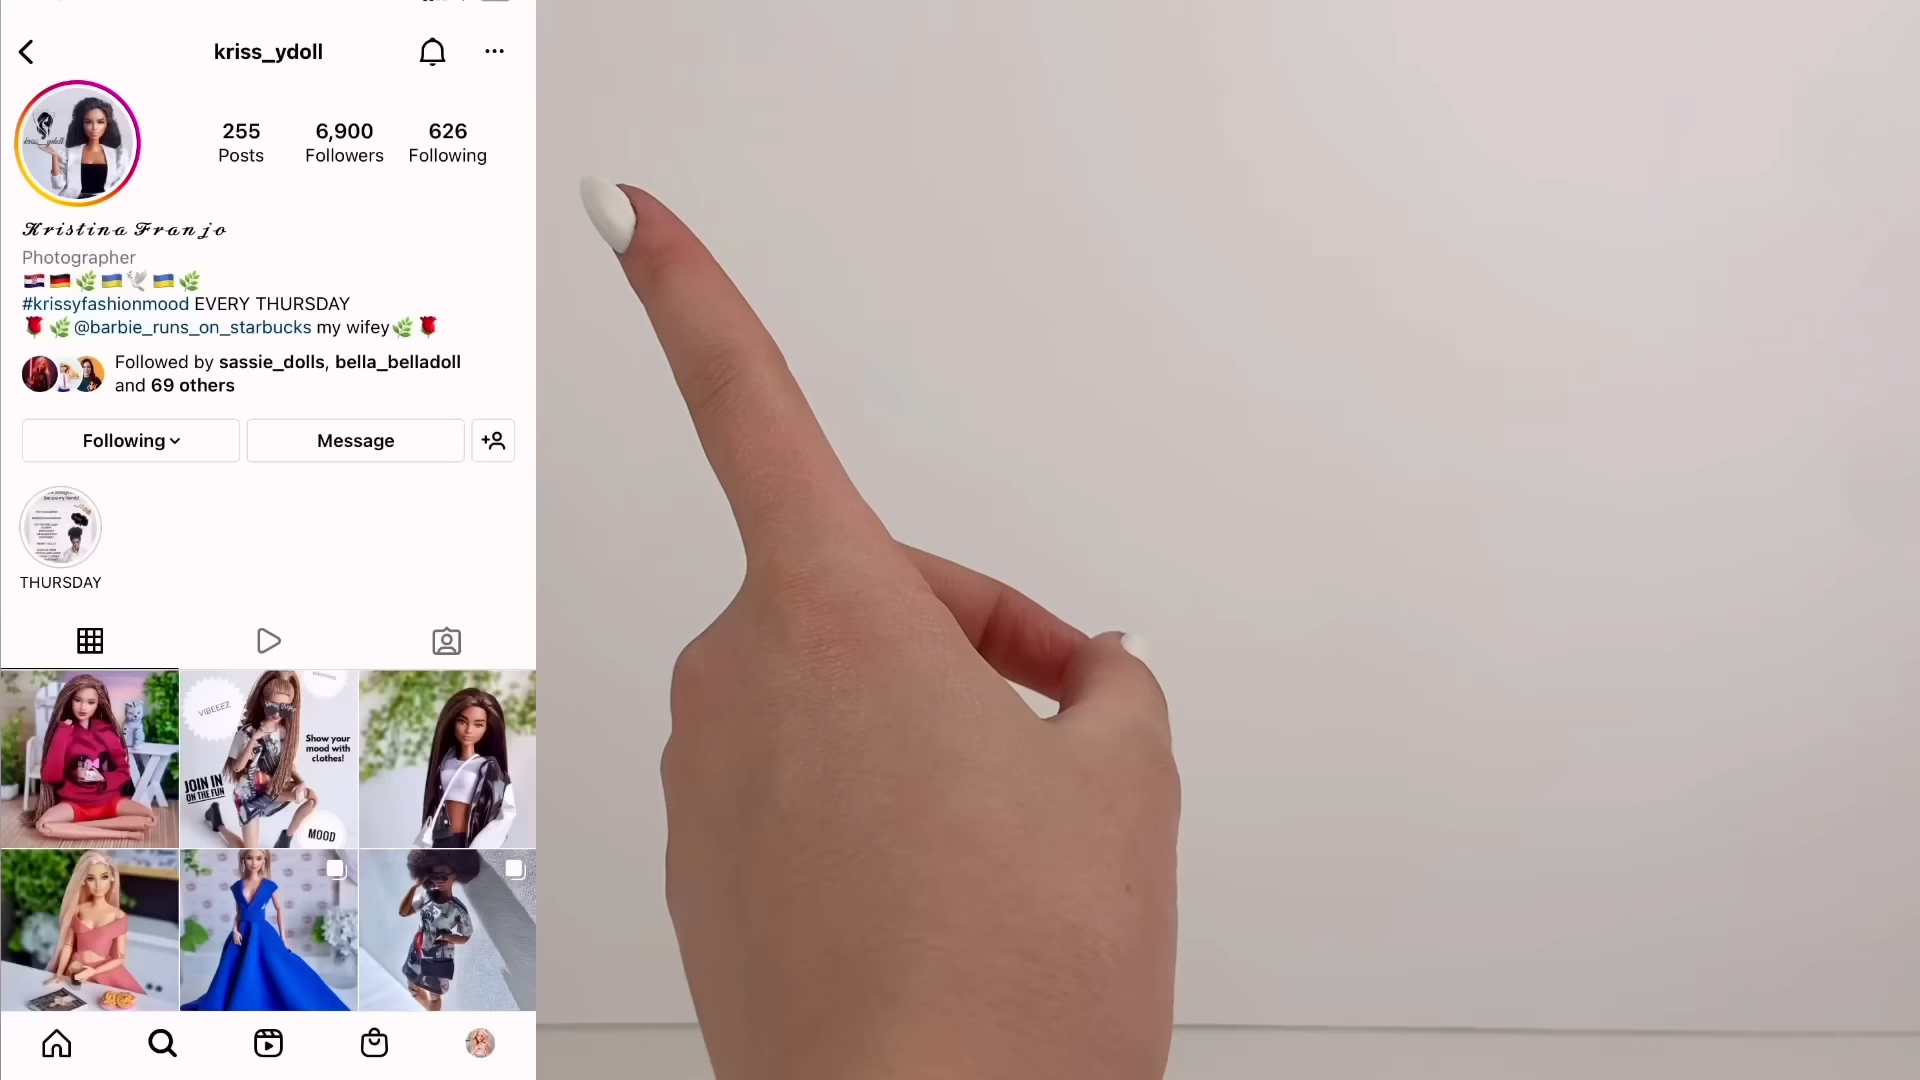 kriss_ydoll
255
6,900
626
Posts
Followers
Following
Kristina Franjo
Photographer
#krissyfashionmood EVERY THURSDAY
@barbie_runs_on_starbucks my wifey
Followed by sassie_dolls, bella_belladoll
and 69 others
Following
Message
THURSDAY
VIBEEEZ
Show your
mood with
clothes!
JOIN IN
ON THE FUN
MOOD